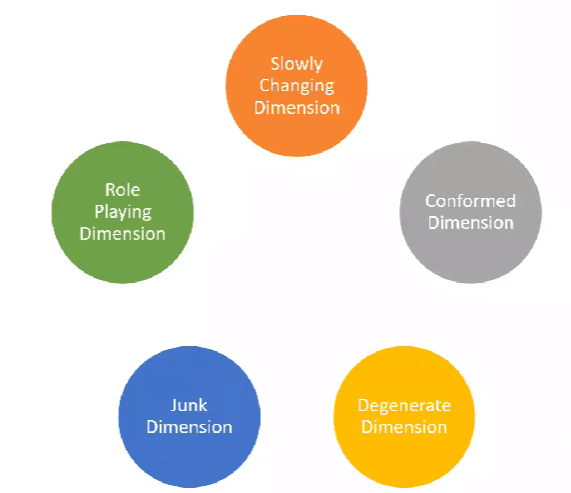 Slowly
Changing
Dimension
Role
Playing
Dimension
Conformed
Dimension
Junk
Dimension
Degenerate
Dimension